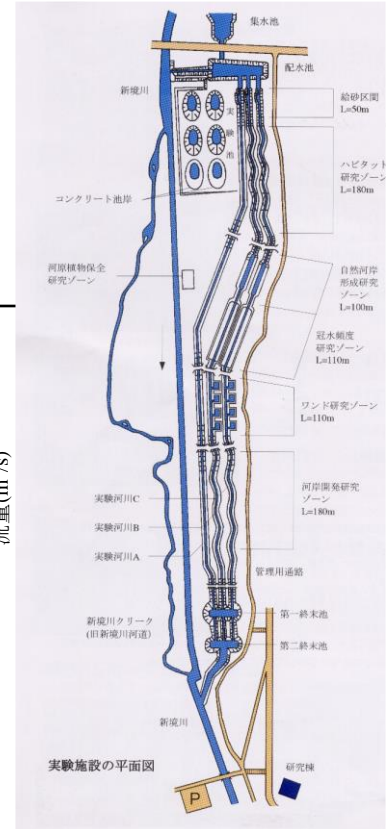 集水池
新境川
配水池
給砂区間
L=50m
実
験
池
ハビタット
研究ゾーン
L=180m
コンクリート池岸
河原植物保全
研究ゾーン
自然河岸
形成研究
ゾーン
L=100m
冠水頻度
研究ゾーン
L=110m
ワンド研究ゾーン
L=110m
流量(m³/s)
河岸開発研究
ゾーン
L=180m
実験河川C
実験河川B
実験河川A
管理用通路
新境川クリーク
(旧新境川河道)
第一終末池
第二終末池
新境川
実験施設の平面図
研究棟
P